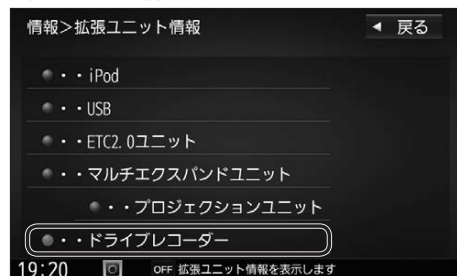 情報>拡張ユニット情報
◀ 戻る
・・iPod
・・USB
・・ETC2.0ユニット
・・マルチエクスパンドユニット
・・プロジェクションユニット
・・ドライブレコーダー
19:20 OFF 拡張ユニット情報を表示します